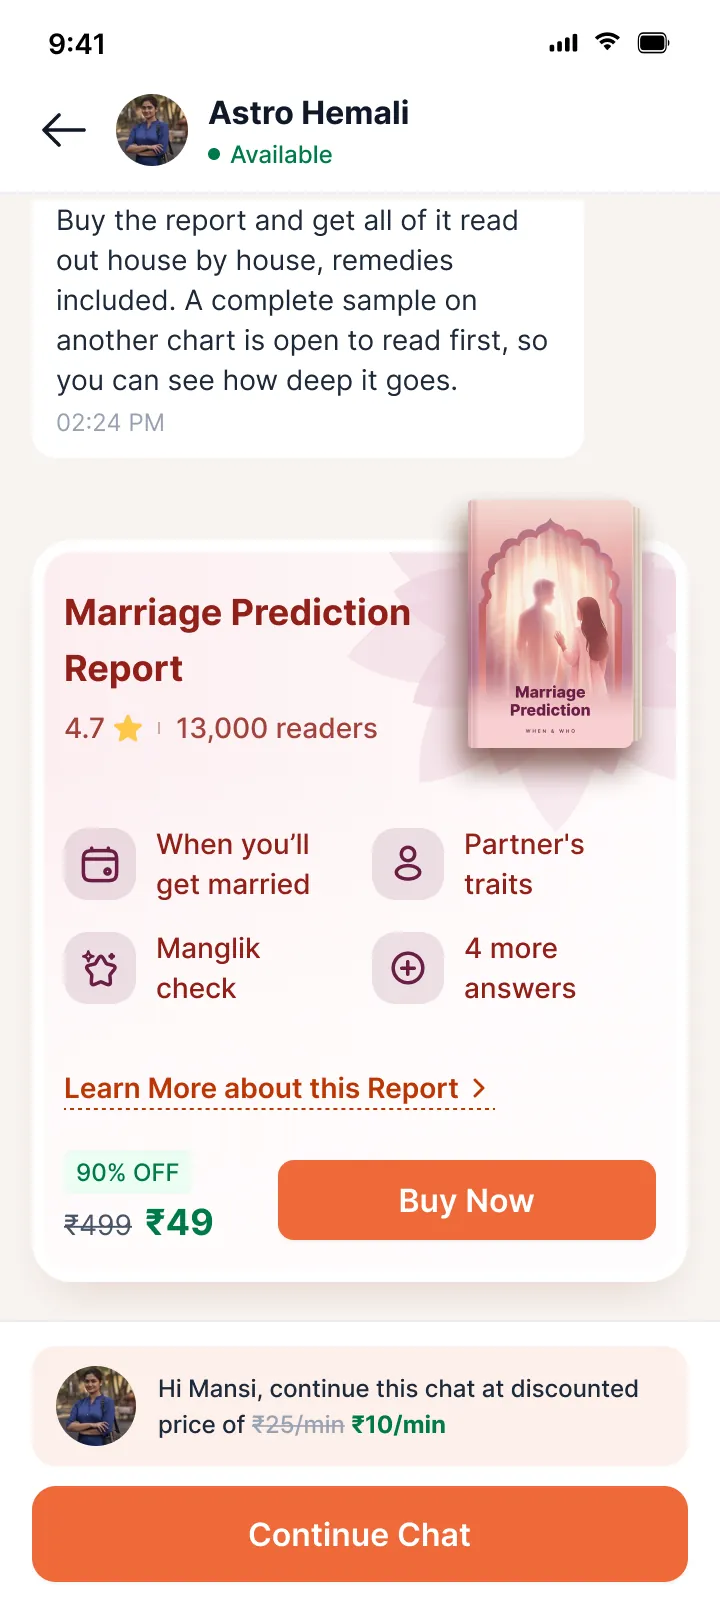 9:41
Astro Hemali
Available
Buy the report and get all of it read
out house by house, remedies
included. A complete sample on
another chart is open to read first, so
you can see how deep it goes.
02:24 PM
Marriage Prediction
Report
4.7 13,000 readers
Marriage
Prediction
WHEN & WHO
When you’ll
get married
Partner's
traits
Manglik
check
4 more
answers
Learn More about this Report
90% OFF
₹499 ₹49
Buy Now
Hi Mansi, continue this chat at discounted
price of ₹25/min ₹10/min
Continue Chat